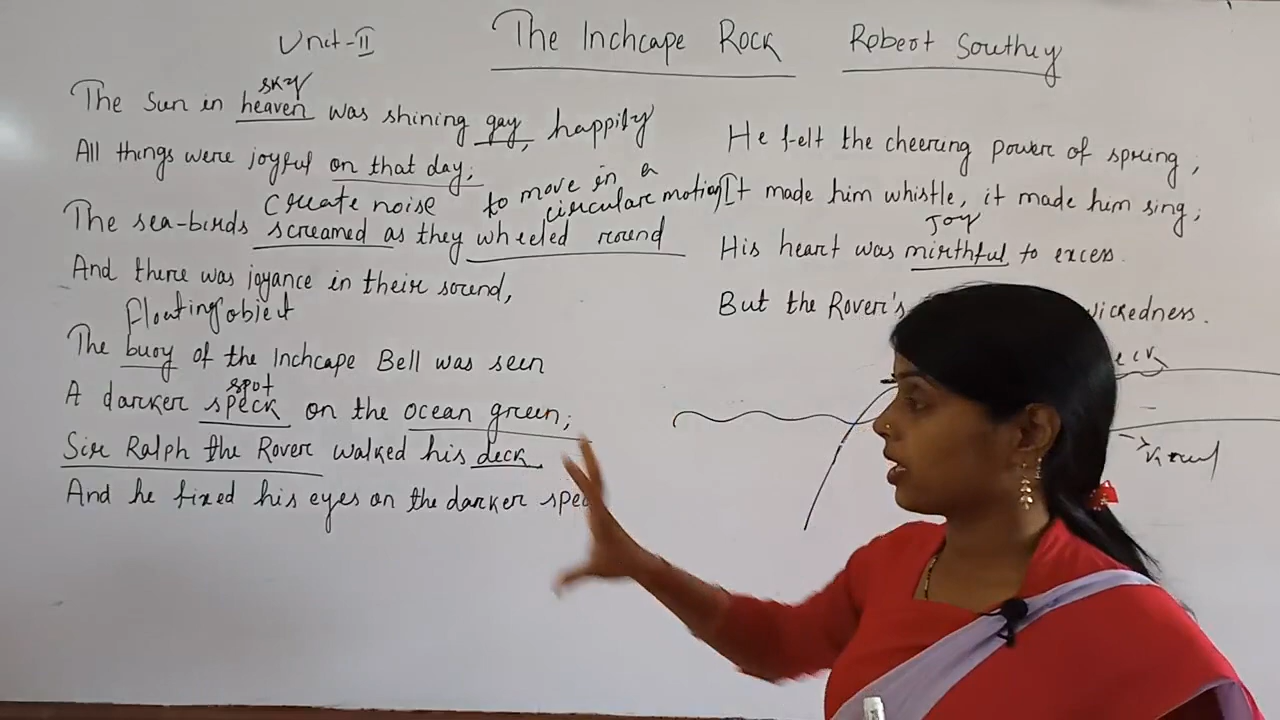 Unit-II
The Inchcape Rock
Robert Southey
sky
The Sun in heaven was shining gay, happily
All things were joyful on that day;
create noise to move in a circular motion
The sea-birds screamed as they wheeled round
And there was joyance in their sound,
floating object
The buoy of the Inchcape Bell was seen
spot
A darker speck on the ocean green;
Sir Ralph the Rover walked his deck
And he fixed his eyes on the darker spec
He felt the cheering power of spring;
It made him whistle, it made him sing;
Joy
His heart was mirthful to excess.
But the Rover's wickedness.